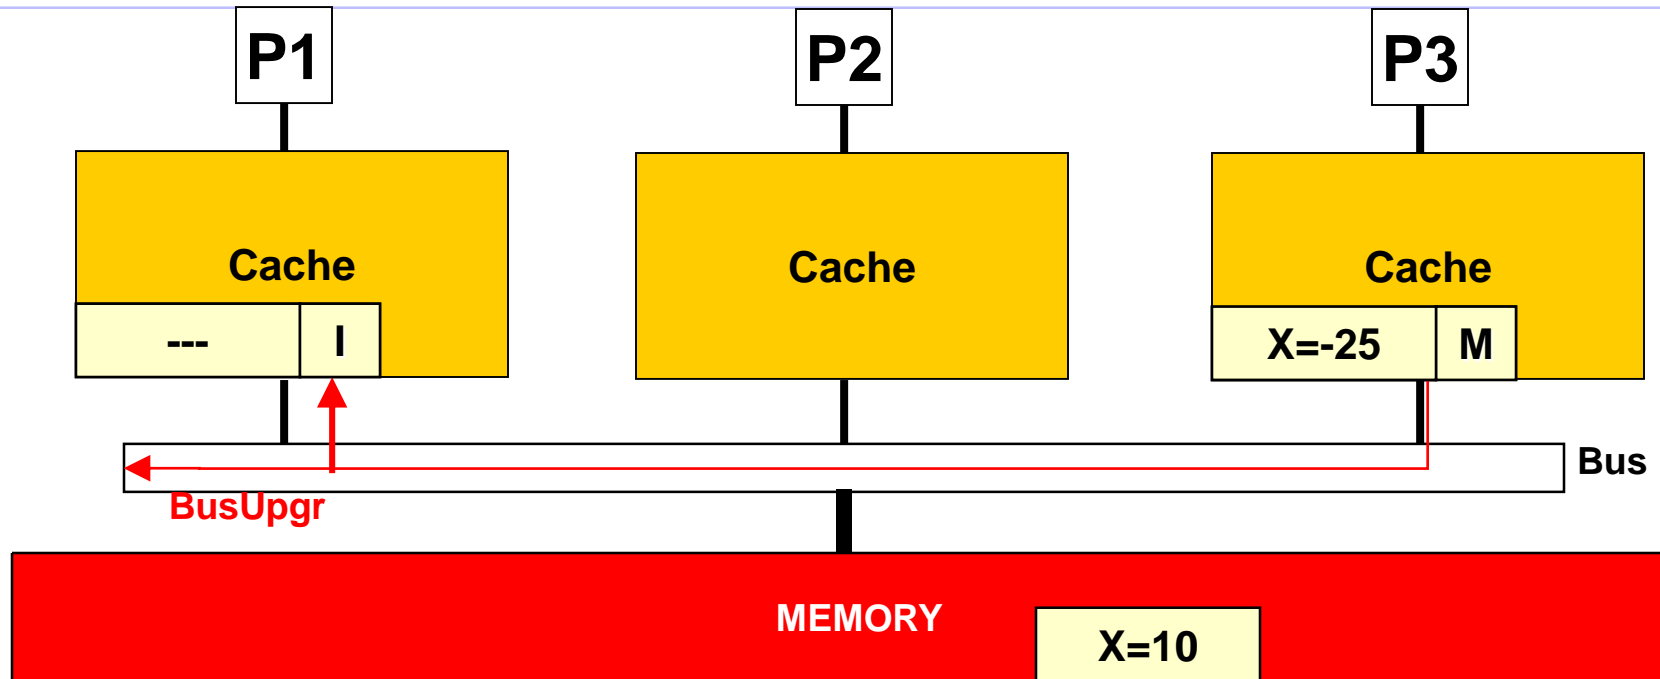 P1
P2
P3
Cache
Cache
Cache
--- I
X=-25 M
Bus
BusUpgr
MEMORY
X=10